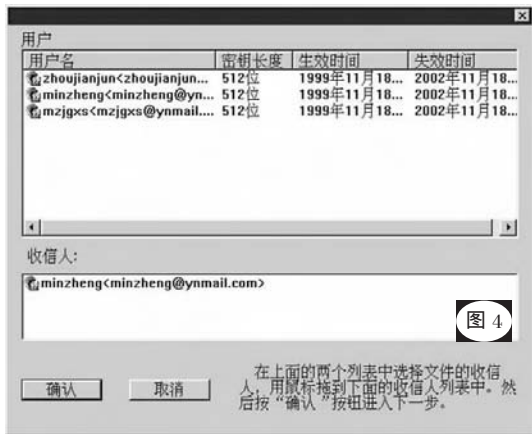 用户
用户名 密钥长度 生效时间 失效时间
zhoujianjun<zhoujianjun... 512位 1999年11月18... 2002年11月18...
minzheng<minzheng@yn... 512位 1999年11月18... 2002年11月18...
mzjgxs<mzjgxs@ynmail.... 512位 1999年11月18... 2002年11月18...
收信人:
minzheng<minzheng@ynmail.com>
图 4
在上面的两个列表中选择文件的收信
人，用鼠标拖到下面的收信人列表中。然
后按“确认”按钮进入下一步。
确认 取消